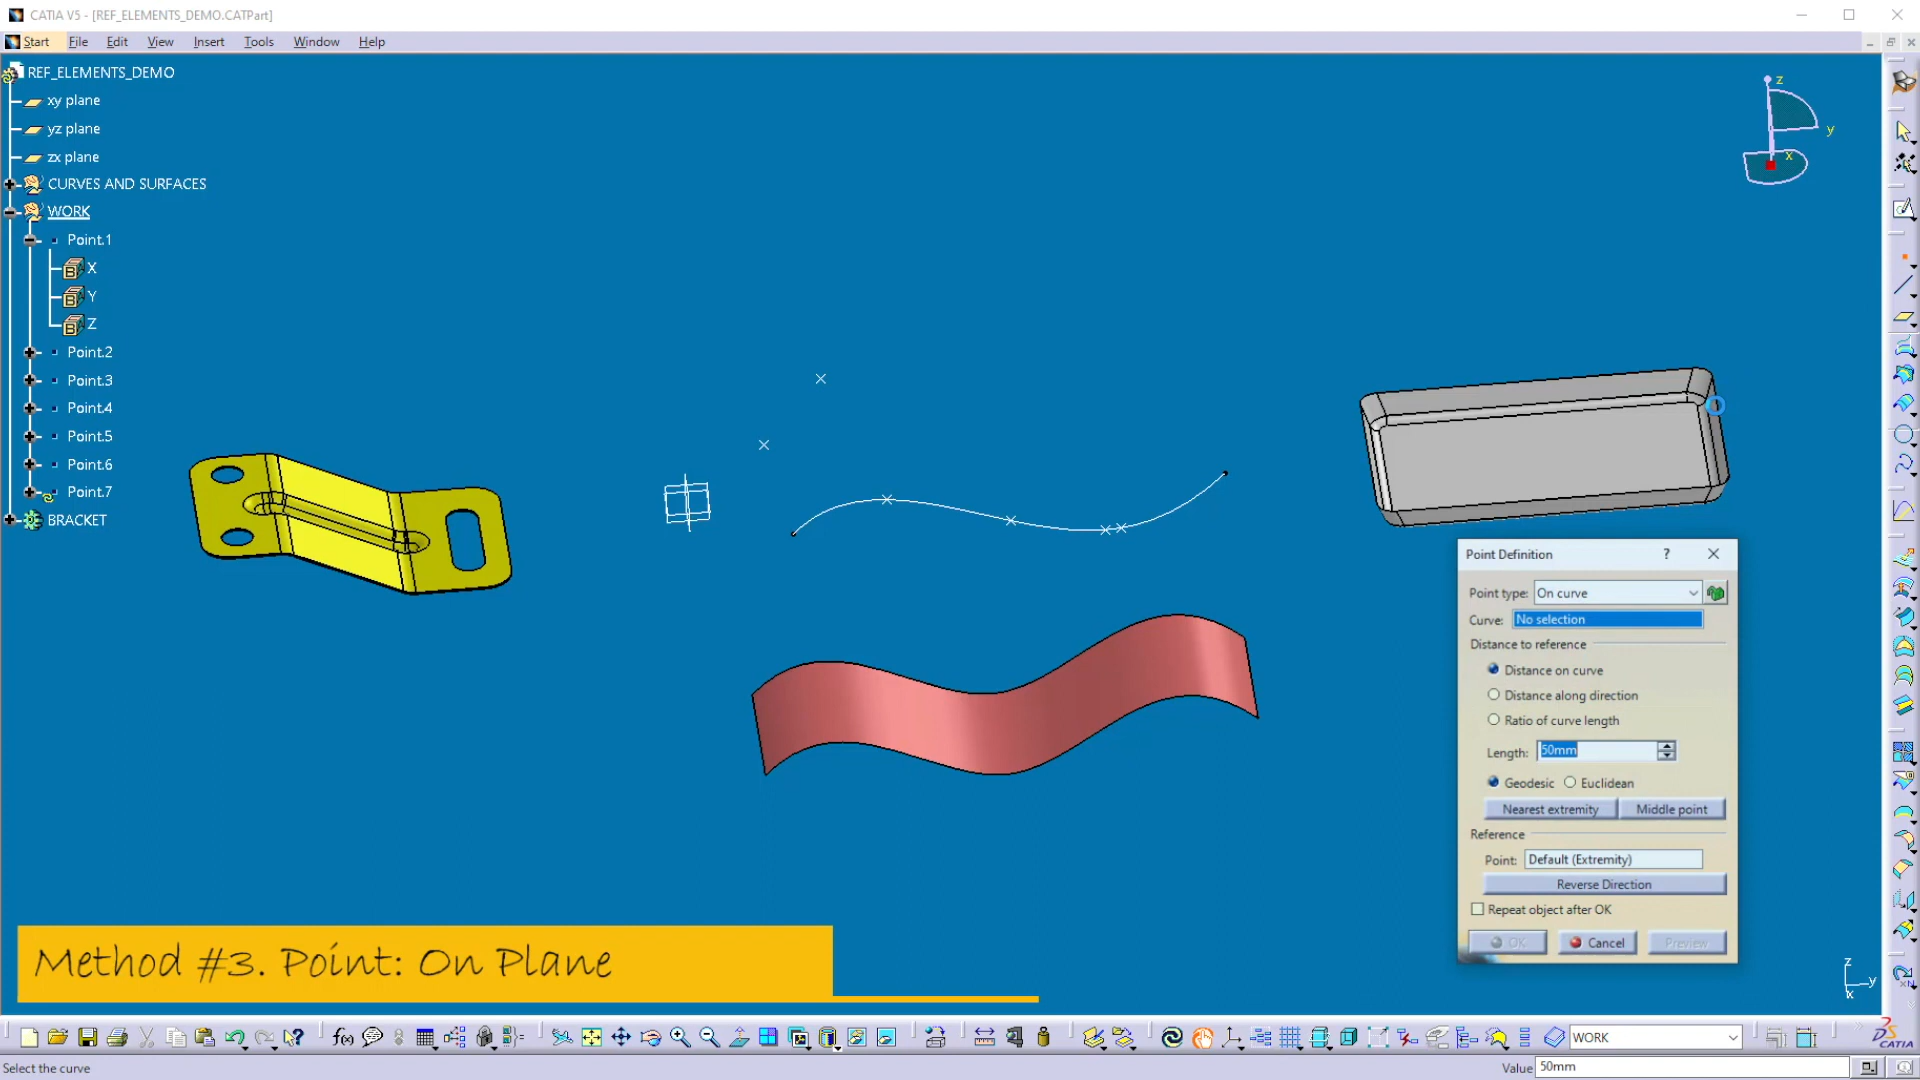 CATIA V5 - [REF_ELEMENTS_DEMO.CATPart]
Start File Edit View Insert Tools Window Help
REF_ELEMENTS_DEMO
xy plane
yz plane
zx plane
CURVES AND SURFACES
WORK
Point.1
X
Y
Z
Point.2
Point.3
Point.4
Point.5
Point.6
Point.7
BRACKET
z
y
x
Point Definition ?
Point type: On curve
Curve: No selection
Distance to reference
Distance on curve
Distance along direction
Ratio of curve length
Length: 50mm
Geodesic Euclidean
Nearest extremity Middle point
Reference
Point: Default (Extremity)
Reverse Direction
Repeat object after OK
OK Cancel Preview
Method #3. Point: On Plane
z
y
x
f(x)
WORK
CATIA
Select the curve
Value 50mm